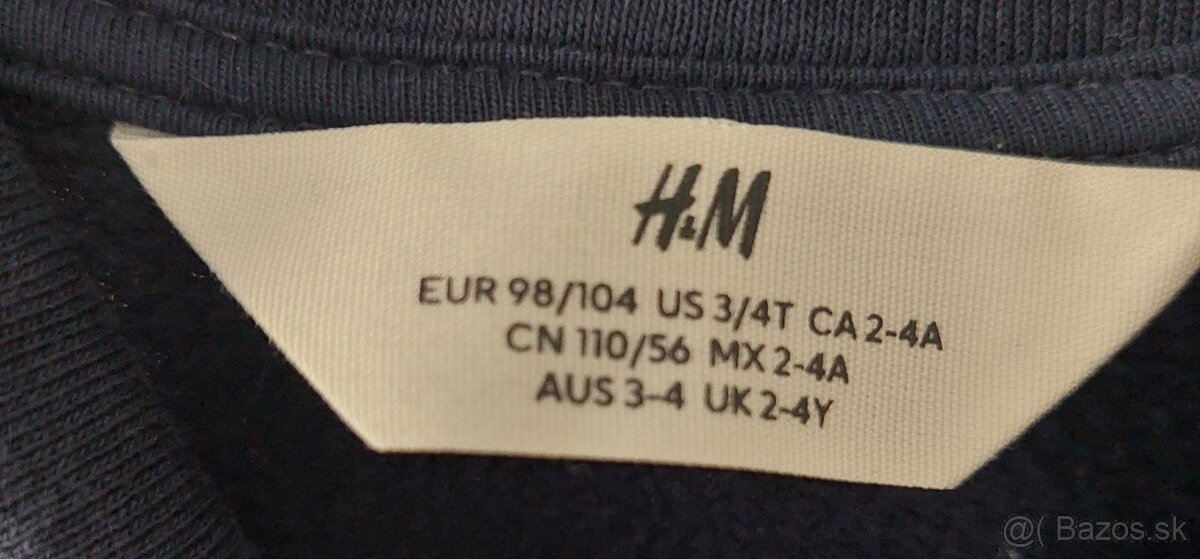 H&M
EUR 98/104 US 3/4T CA 2-4A
CN 110/56 MX 2-4A
AUS 3-4 UK 2-4Y
@( Bazos.sk